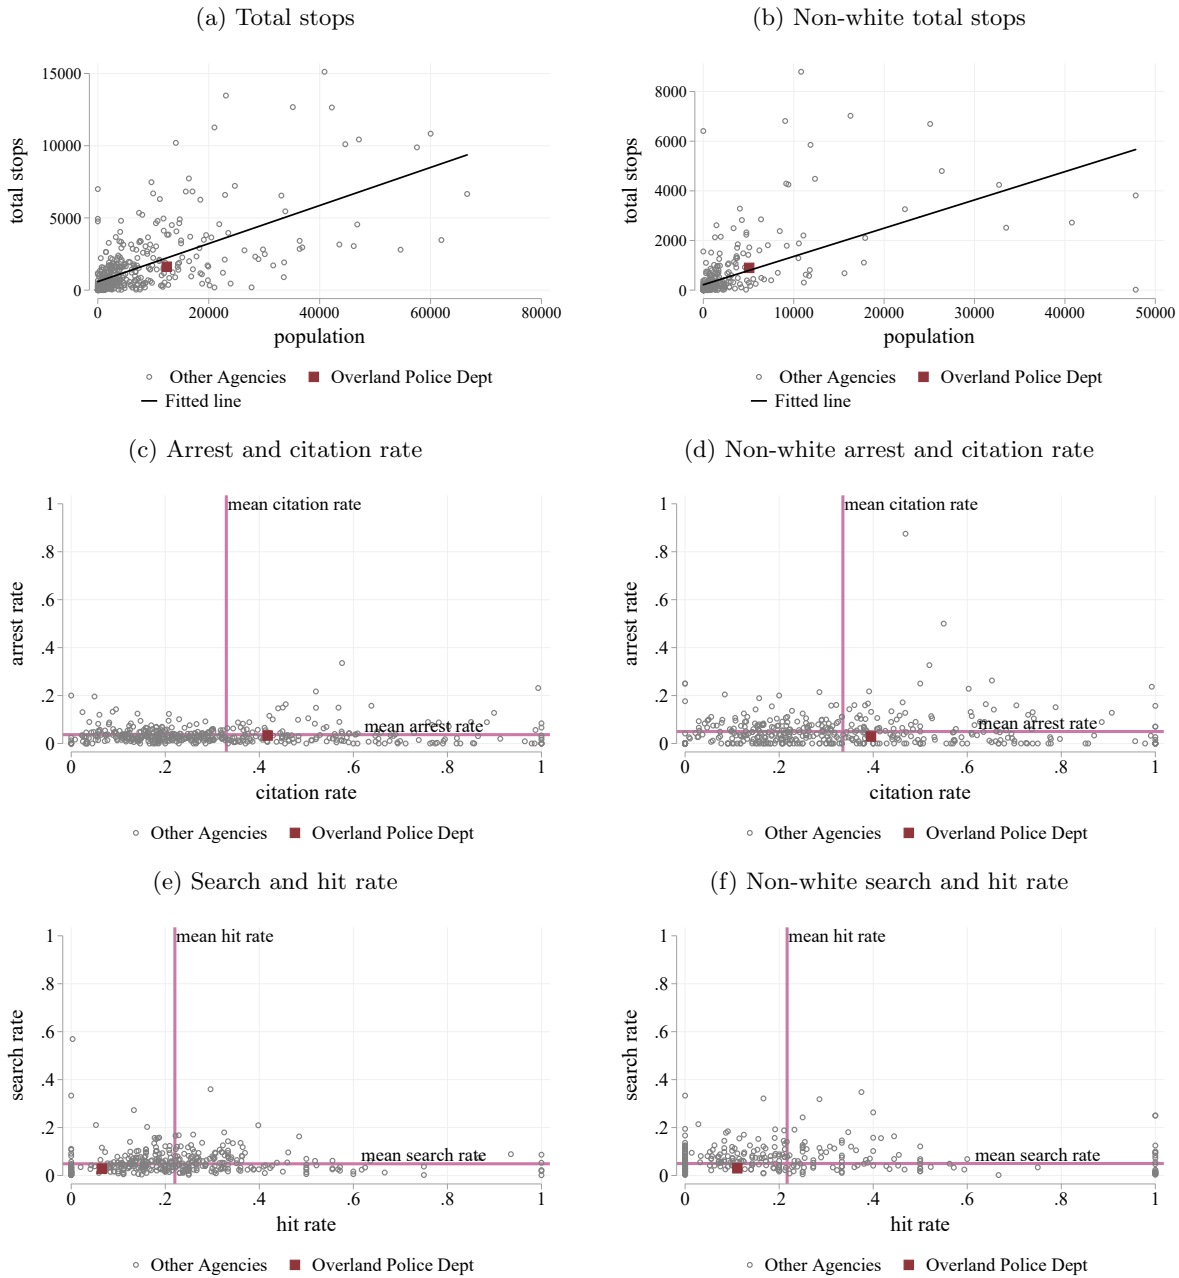 (a) Total stops
total stops
15000
10000
5000
0
0 20000 40000 60000 80000
population
Other Agencies Overland Police Dept
Fitted line
(b) Non-white total stops
total stops
8000
6000
4000
2000
0
0 10000 20000 30000 40000 50000
population
Other Agencies Overland Police Dept
Fitted line
(c) Arrest and citation rate
arrest rate
1
.8
.6
.4
.2
0
mean citation rate
mean arrest rate
0 .2 .4 .6 .8 1
citation rate
Other Agencies Overland Police Dept
(d) Non-white arrest and citation rate
arrest rate
1
.8
.6
.4
.2
0
mean citation rate
mean arrest rate
0 .2 .4 .6 .8 1
citation rate
Other Agencies Overland Police Dept
(e) Search and hit rate
search rate
1
.8
.6
.4
.2
0
mean hit rate
mean search rate
0 .2 .4 .6 .8 1
hit rate
Other Agencies Overland Police Dept
(f) Non-white search and hit rate
search rate
1
.8
.6
.4
.2
0
mean hit rate
mean search rate
0 .2 .4 .6 .8 1
hit rate
Other Agencies Overland Police Dept